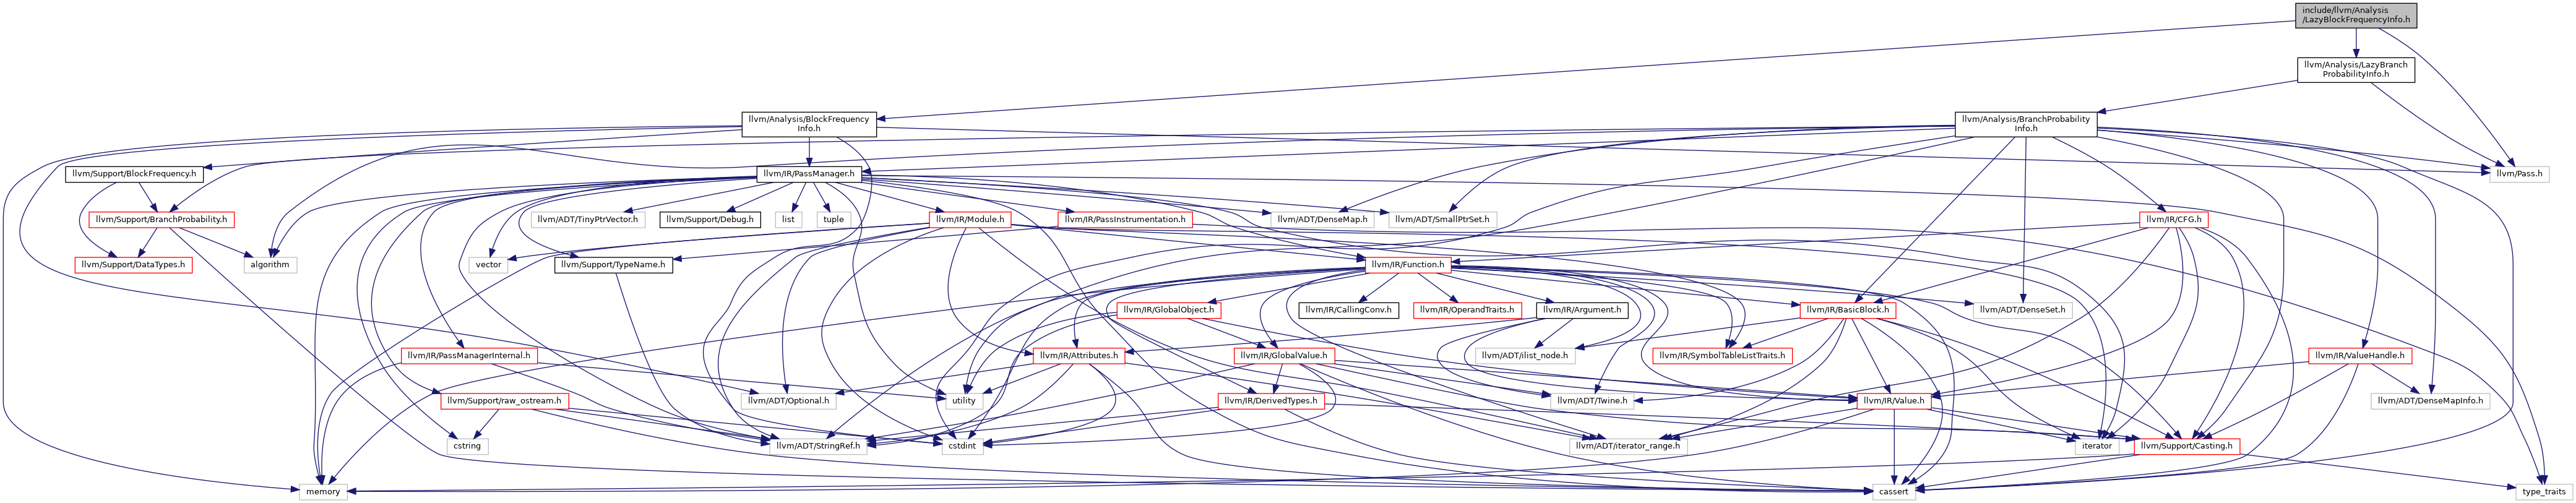 include/llvm/Analysis
/LazyBlockFrequencyInfo.h
llvm/Analysis/LazyBranch
ProbabilityInfo.h
llvm/Analysis/BlockFrequency
Info.h
llvm/Analysis/BranchProbability
Info.h
llvm/Support/BlockFrequency.h
llvm/IR/PassManager.h
llvm/Pass.h
llvm/Support/BranchProbability.h
llvm/ADT/TinyPtrVector.h
llvm/Support/Debug.h
list
tuple
llvm/IR/Module.h
llvm/IR/PassInstrumentation.h
llvm/ADT/DenseMap.h
llvm/ADT/SmallPtrSet.h
llvm/IR/CFG.h
llvm/Support/DataTypes.h
algorithm
vector
llvm/Support/TypeName.h
llvm/IR/Function.h
llvm/IR/GlobalObject.h
llvm/IR/CallingConv.h
llvm/IR/OperandTraits.h
llvm/IR/Argument.h
llvm/IR/BasicBlock.h
llvm/ADT/DenseSet.h
llvm/IR/PassManagerInternal.h
llvm/IR/Attributes.h
llvm/IR/GlobalValue.h
llvm/ADT/ilist_node.h
llvm/IR/SymbolTableListTraits.h
llvm/IR/ValueHandle.h
llvm/Support/raw_ostream.h
llvm/ADT/Optional.h
utility
llvm/IR/DerivedTypes.h
llvm/ADT/Twine.h
llvm/IR/Value.h
llvm/ADT/DenseMapInfo.h
cstring
llvm/ADT/StringRef.h
cstdint
llvm/ADT/iterator_range.h
iterator
llvm/Support/Casting.h
memory
cassert
type_traits